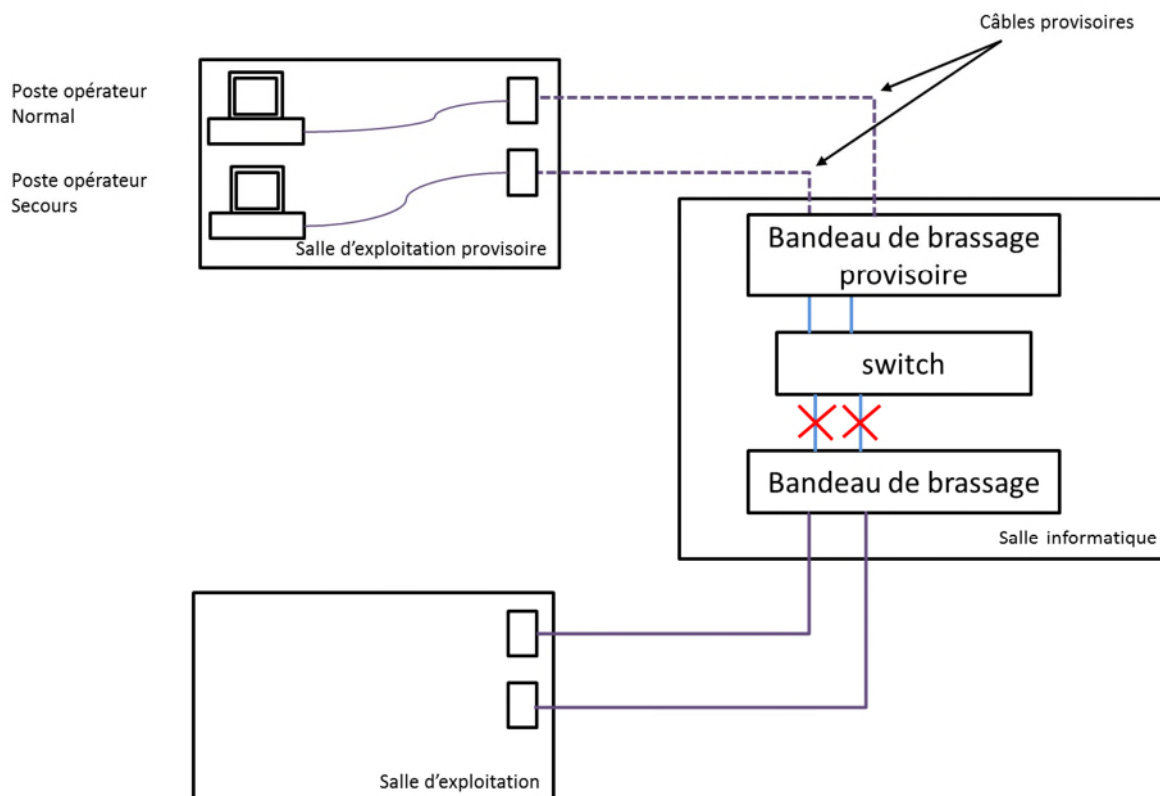 Câbles provisoires
Poste opérateur
Normal
Poste opérateur
Secours
Salle d’exploitation provisoire
Bandeau de brassage
provisoire
switch
Bandeau de brassage
Salle informatique
Salle d’exploitation